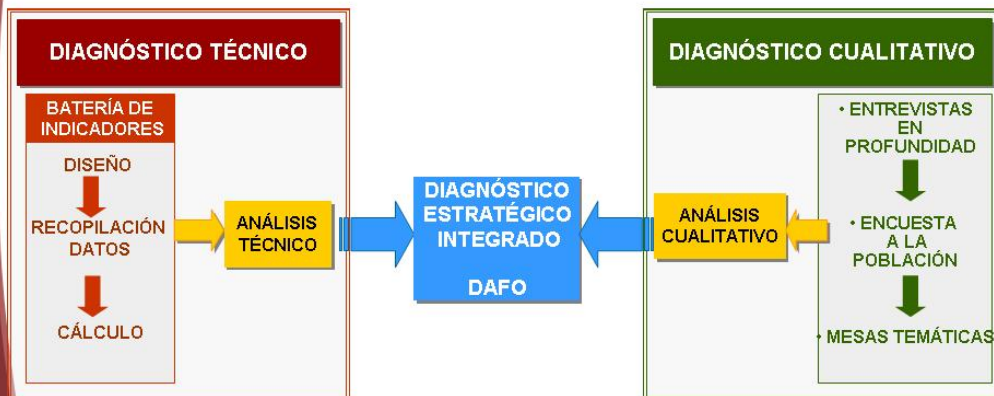 DIAGNÓSTICO TÉCNICO
BATERÍA DE
INDICADORES
DISEÑO
RECOPILACIÓN
DATOS
CÁLCULO
ANÁLISIS
TÉCNICO
DIAGNÓSTICO
ESTRATÉGICO
INTEGRADO
DAFO
DIAGNÓSTICO CUALITATIVO
ANÁLISIS
CUALITATIVO
• ENTREVISTAS
EN
PROFUNDIDAD
• ENCUESTA
A LA
POBLACIÓN
• MESAS TEMÁTICAS